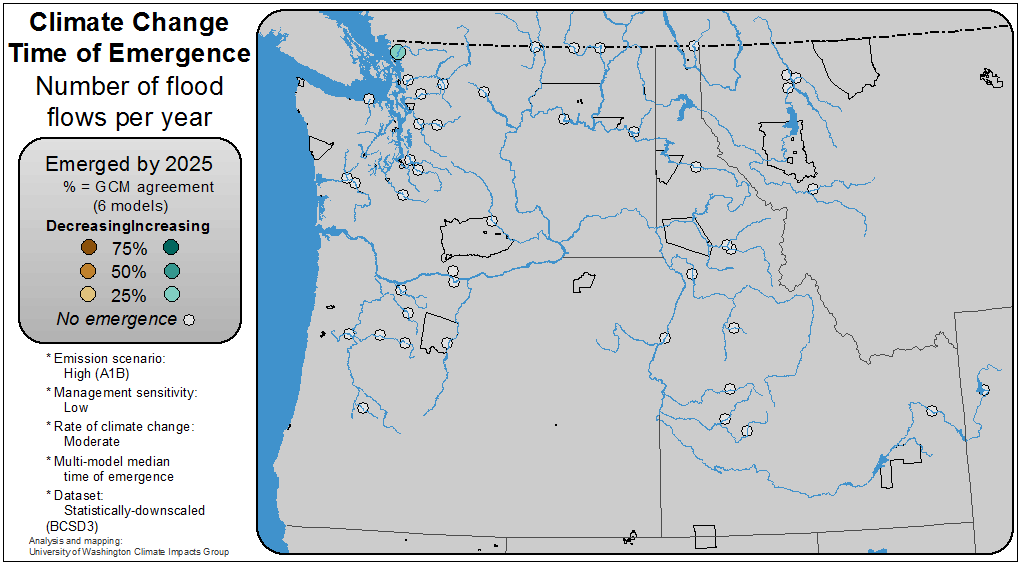 Climate Change
Time of Emergence
Number of flood
flows per year
Emerged by 2025
% = GCM agreement
(6 models)
DecreasingIncreasing
75%
50%
25%
No emergence
* Emission scenario:
High (A1B)
* Management sensitivity:
Low
* Rate of climate change:
Moderate
* Multi-model median
time of emergence
* Dataset:
Statistically-downscaled
(BCSD3)
Analysis and mapping:
University of Washington Climate Impacts Group